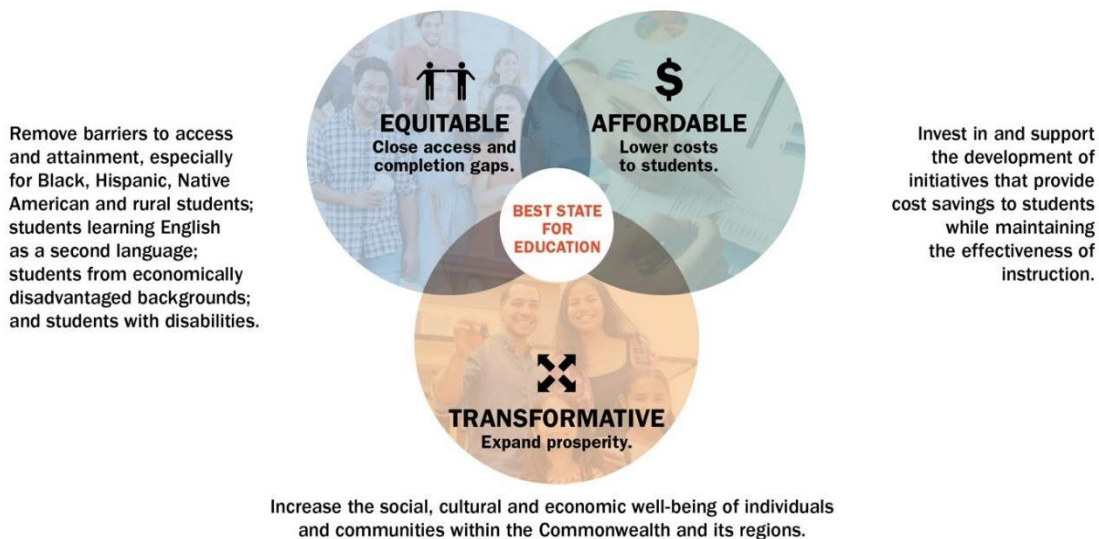 Remove barriers to access
and attainment, especially
for Black, Hispanic, Native
American and rural students;
students learning English
as a second language;
students from economically
disadvantaged backgrounds;
and students with disabilities.
EQUITABLE
Close access and
completion gaps.
$
AFFORDABLE
Lower costs
to students.
Invest in and support
the development of
initiatives that provide
cost savings to students
while maintaining
the effectiveness of
instruction.
BEST STATE
FOR
EDUCATION
TRANSFORMATIVE
Expand prosperity.
Increase the social, cultural and economic well-being of individuals
and communities within the Commonwealth and its regions.